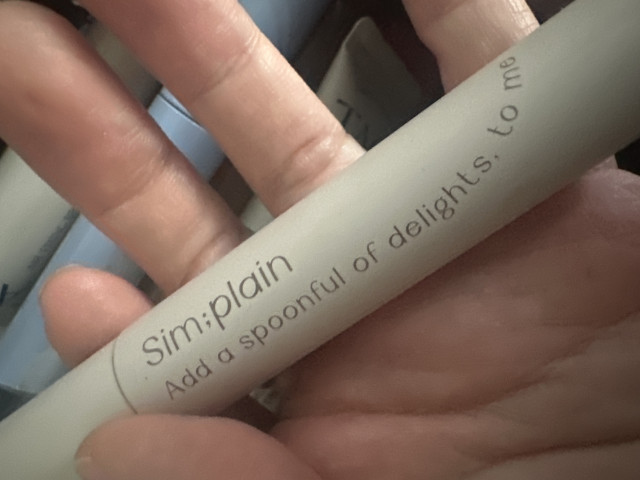 Sim;plain
Add a spoonful of delights, to me